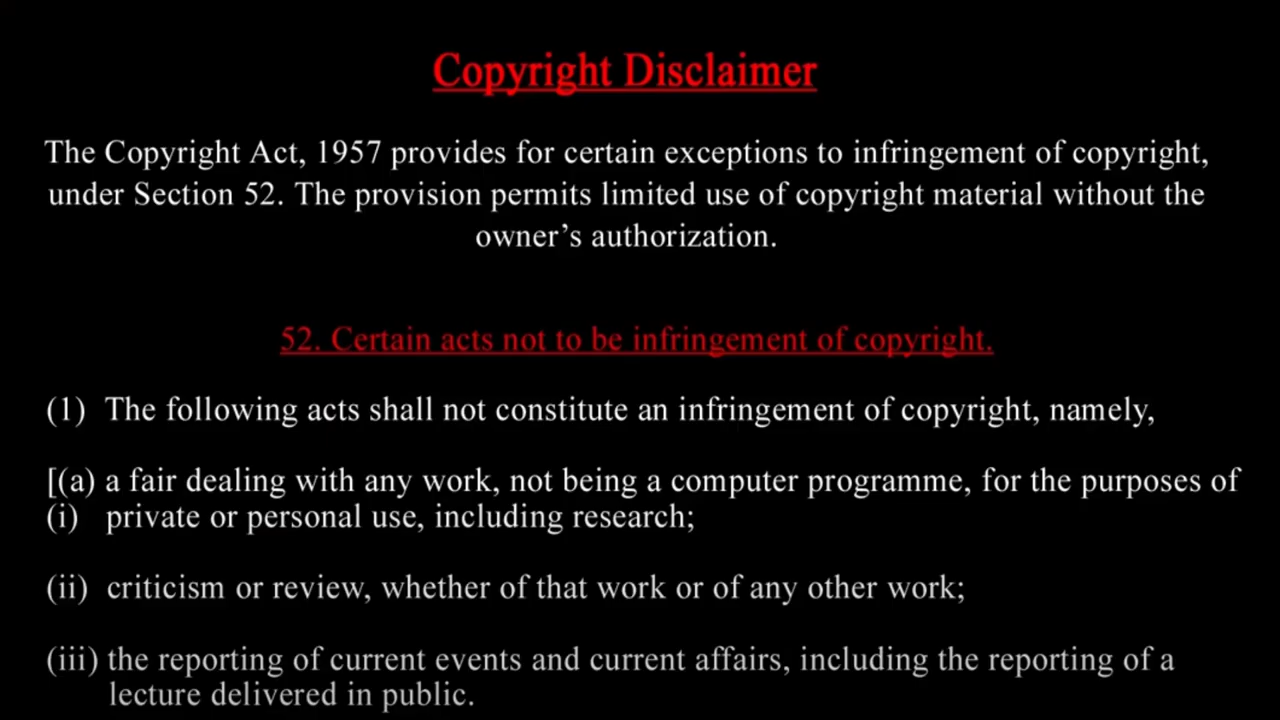 Copyright Disclaimer
The Copyright Act, 1957 provides for certain exceptions to infringement of copyright,
under Section 52. The provision permits limited use of copyright material without the
owner’s authorization.
52. Certain acts not to be infringement of copyright.
(1) The following acts shall not constitute an infringement of copyright, namely,
[(a) a fair dealing with any work, not being a computer programme, for the purposes of
(i) private or personal use, including research;
(ii) criticism or review, whether of that work or of any other work;
(iii) the reporting of current events and current affairs, including the reporting of a
lecture delivered in public.